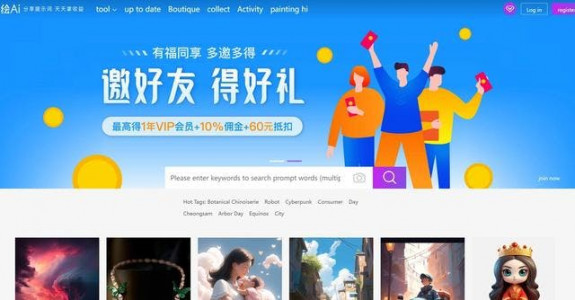 绘Ai 分享邀示词 天天拿收益
tool up to date Boutique collect Activity painting hi
Log in register
有福同享 多邀多得
邀好友 得好礼
最高得1年VIP会员+10%佣金+60元抵扣
Please enter keywords to search prompt words (multip
join now
Hot Tags: Botanical Chinoiserie Robot Cyberpunk Consumer Day
Cheongsam Arbor Day Equinox City